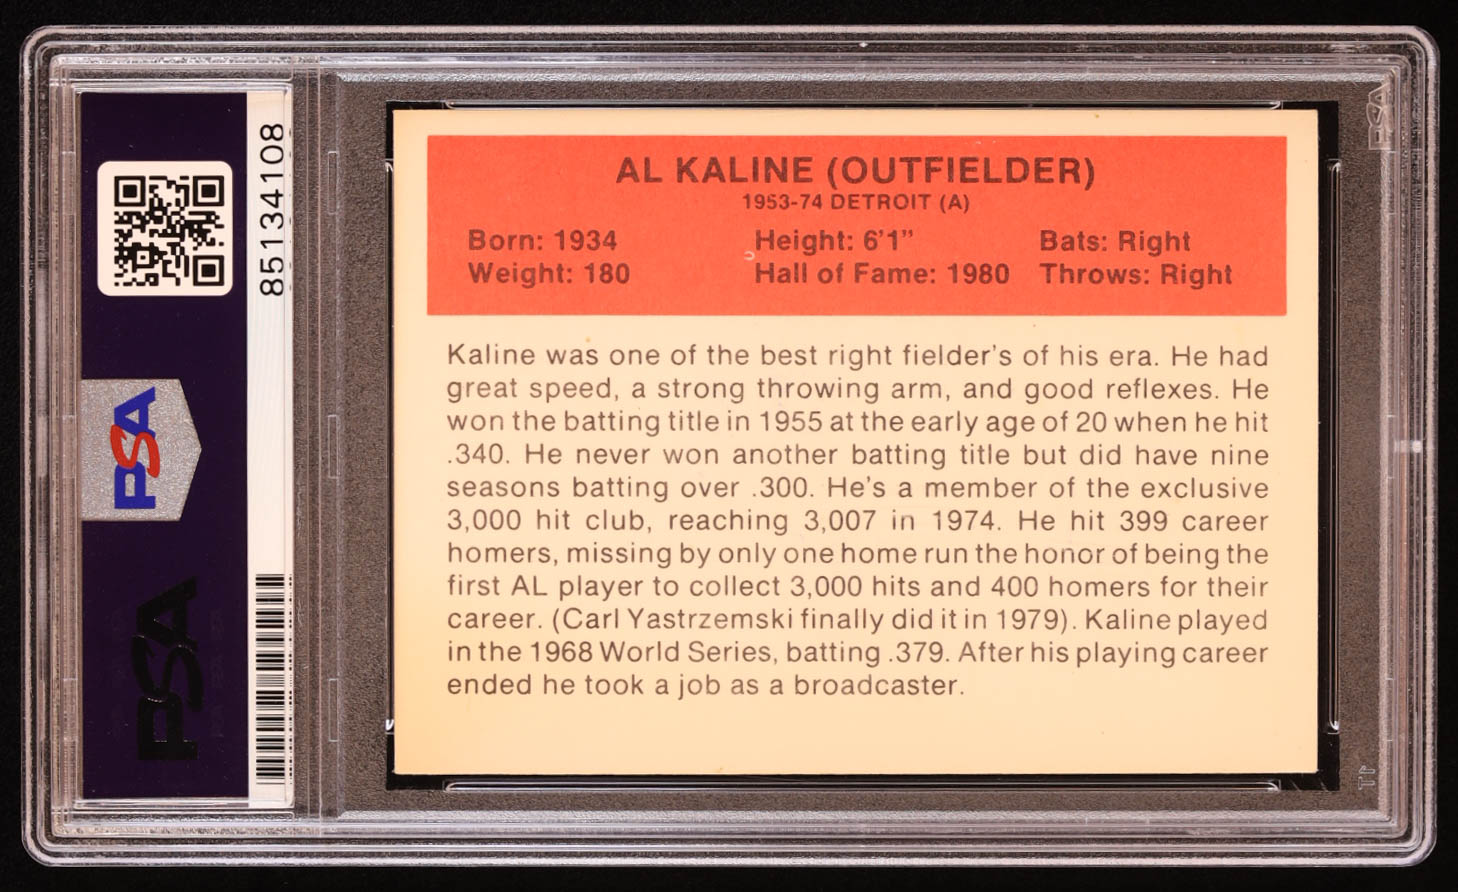 AL KALINE (OUTFIELDER)
1953-74 DETROIT (A)
Born: 1934 Height: 6'1" Bats: Right
Weight: 180 Hall of Fame: 1980 Throws: Right
Kaline was one of the best right fielder's of his era. He had
great speed, a strong throwing arm, and good reflexes. He
won the batting title in 1955 at the early age of 20 when he hit
.340. He never won another batting title but did have nine
seasons batting over .300. He's a member of the exclusive
3,000 hit club, reaching 3,007 in 1974. He hit 399 career
homers, missing by only one home run the honor of being the
first AL player to collect 3,000 hits and 400 homers for their
career. (Carl Yastrzemski finally did it in 1979). Kaline played
in the 1968 World Series, batting .379. After his playing career
ended he took a job as a broadcaster.
85134108
PSA
PSA
PSA